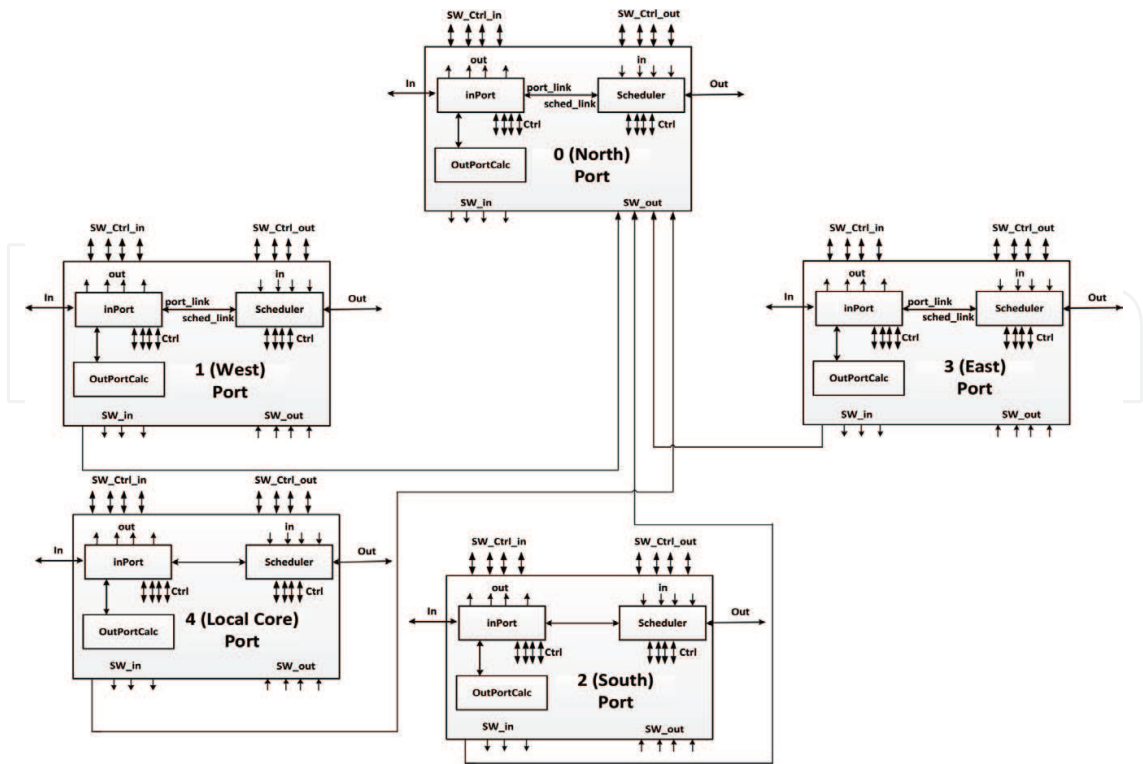 SW_Ctrl_in
SW_Ctrl_out
out
in
In
Out
inPort
port_link
sched_link
Scheduler
Ctrl
Ctrl
OutPortCalc
0 (North)
Port
SW_in
SW_out
SW_Ctrl_in
SW_Ctrl_out
out
in
In
Out
inPort
port_link
sched_link
Scheduler
Ctrl
Ctrl
OutPortCalc
1 (West)
Port
SW_in
SW_out
SW_Ctrl_in
SW_Ctrl_out
out
in
In
Out
inPort
port_link
sched_link
Scheduler
Ctrl
Ctrl
OutPortCalc
3 (East)
Port
SW_in
SW_out
SW_Ctrl_in
SW_Ctrl_out
out
in
In
Out
inPort
Scheduler
Ctrl
Ctrl
OutPortCalc
4 (Local Core)
Port
SW_in
SW_out
SW_Ctrl_in
SW_Ctrl_out
out
in
In
Out
inPort
Scheduler
Ctrl
Ctrl
OutPortCalc
2 (South)
Port
SW_in
SW_out